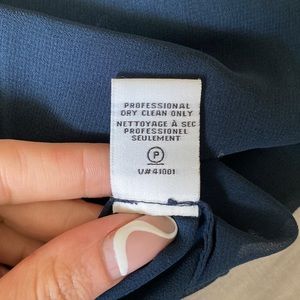 PROFESSIONAL
DRY CLEAN ONLY
NETTOYAGE À SEC
PROFESSIONEL
SEULEMENT
P
V#41001